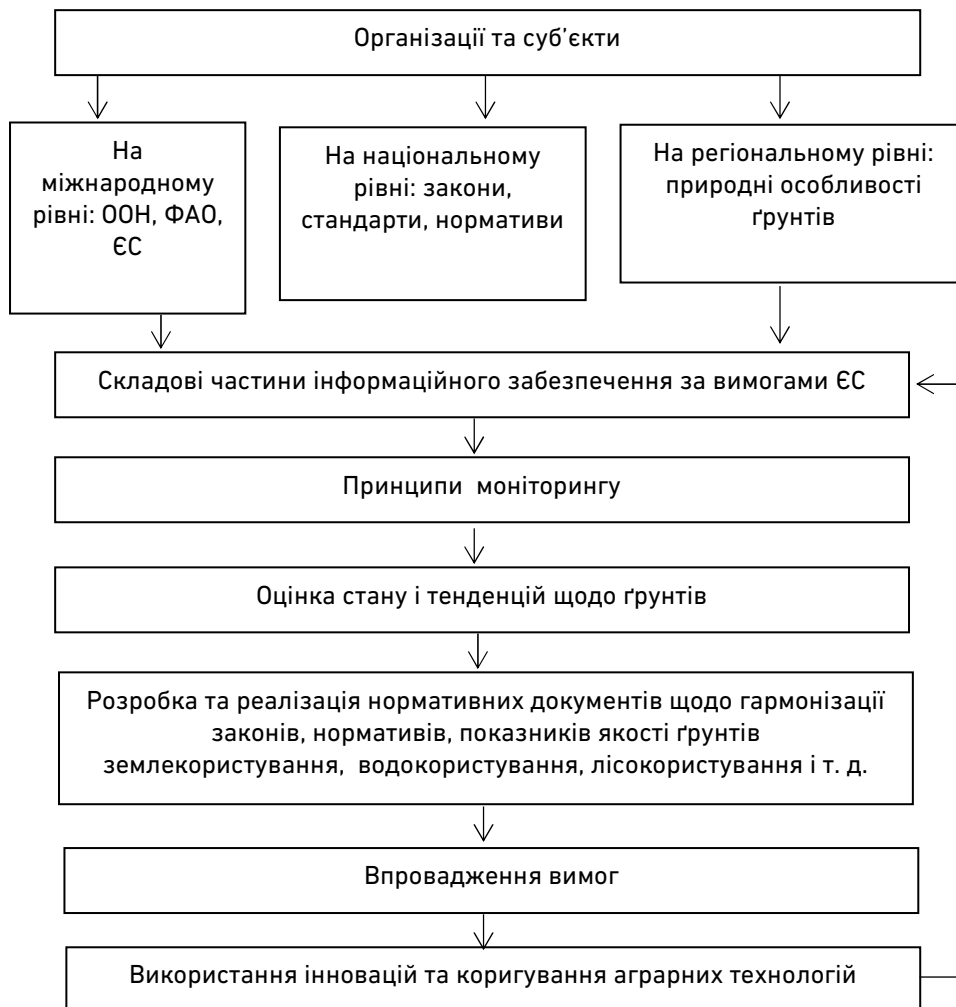 Організації та суб’єкти
На
міжнародному
рівні: ООН, ФАО,
ЄС
На національному
рівні: закони,
стандарти, нормативи
На регіональному рівні:
природні особливості
ґрунтів
Складові частини інформаційного забезпечення за вимогами ЄС
Принципи моніторингу
Оцінка стану і тенденцій щодо ґрунтів
Розробка та реалізація нормативних документів щодо гармонізації
законів, нормативів, показників якості ґрунтів
землекористування, водокористування, лісокористування і т. д.
Впровадження вимог
Використання інновацій та коригування аграрних технологій